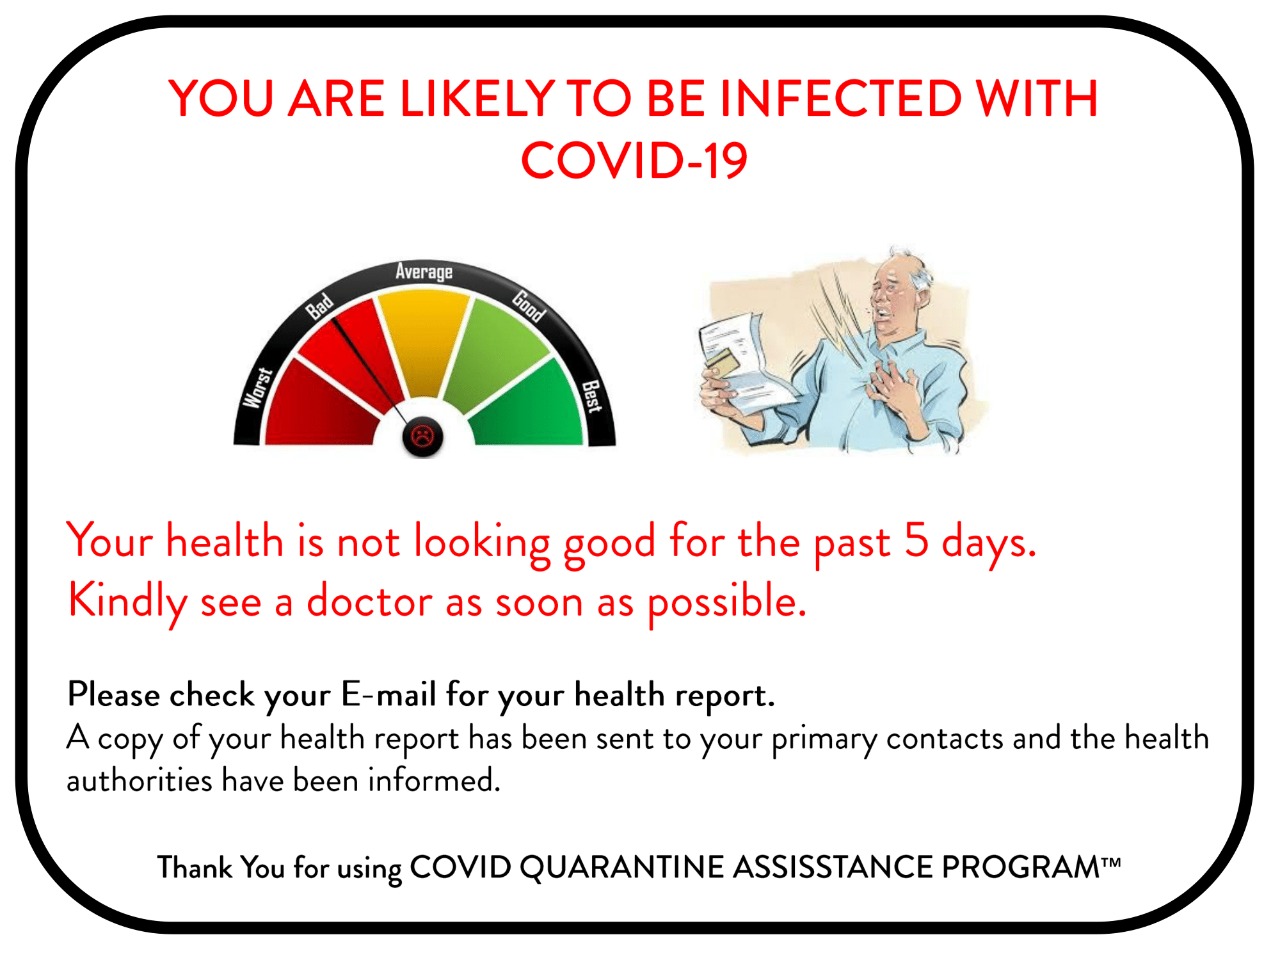 YOU ARE LIKELY TO BE INFECTED WITH
COVID-19
Worst
Bad
Average
Good
Best
Your health is not looking good for the past 5 days.
Kindly see a doctor as soon as possible.
Please check your E-mail for your health report.
A copy of your health report has been sent to your primary contacts and the health
authorities have been informed.
Thank You for using COVID QUARANTINE ASSISSTANCE PROGRAM™